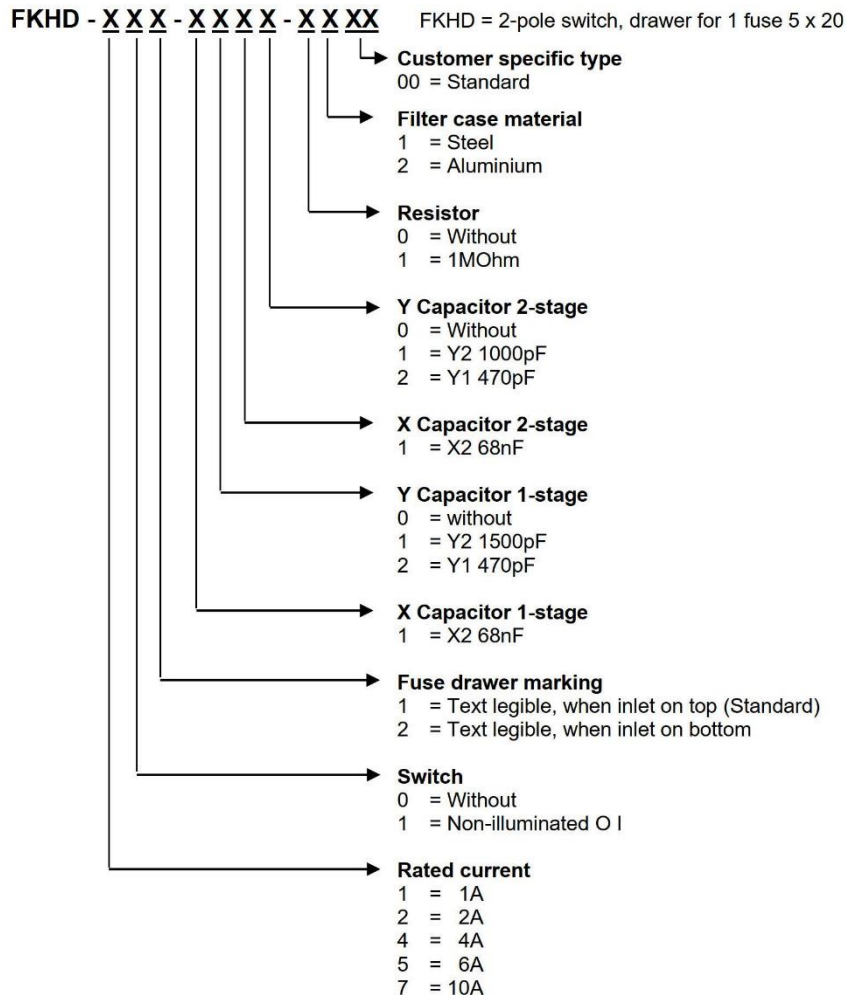 FKHD - X X X - X X X X - X X XX FKHD = 2-pole switch, drawer for 1 fuse 5 x 20
Customer specific type
00 = Standard
Filter case material
1 = Steel
2 = Aluminium
Resistor
0 = Without
1 = 1MOhm
Y Capacitor 2-stage
0 = Without
1 = Y2 1000pF
2 = Y1 470pF
X Capacitor 2-stage
1 = X2 68nF
Y Capacitor 1-stage
0 = without
1 = Y2 1500pF
2 = Y1 470pF
X Capacitor 1-stage
1 = X2 68nF
Fuse drawer marking
1 = Text legible, when inlet on top (Standard)
2 = Text legible, when inlet on bottom
Switch
0 = Without
1 = Non-illuminated O I
Rated current
1 = 1A
2 = 2A
4 = 4A
5 = 6A
7 = 10A